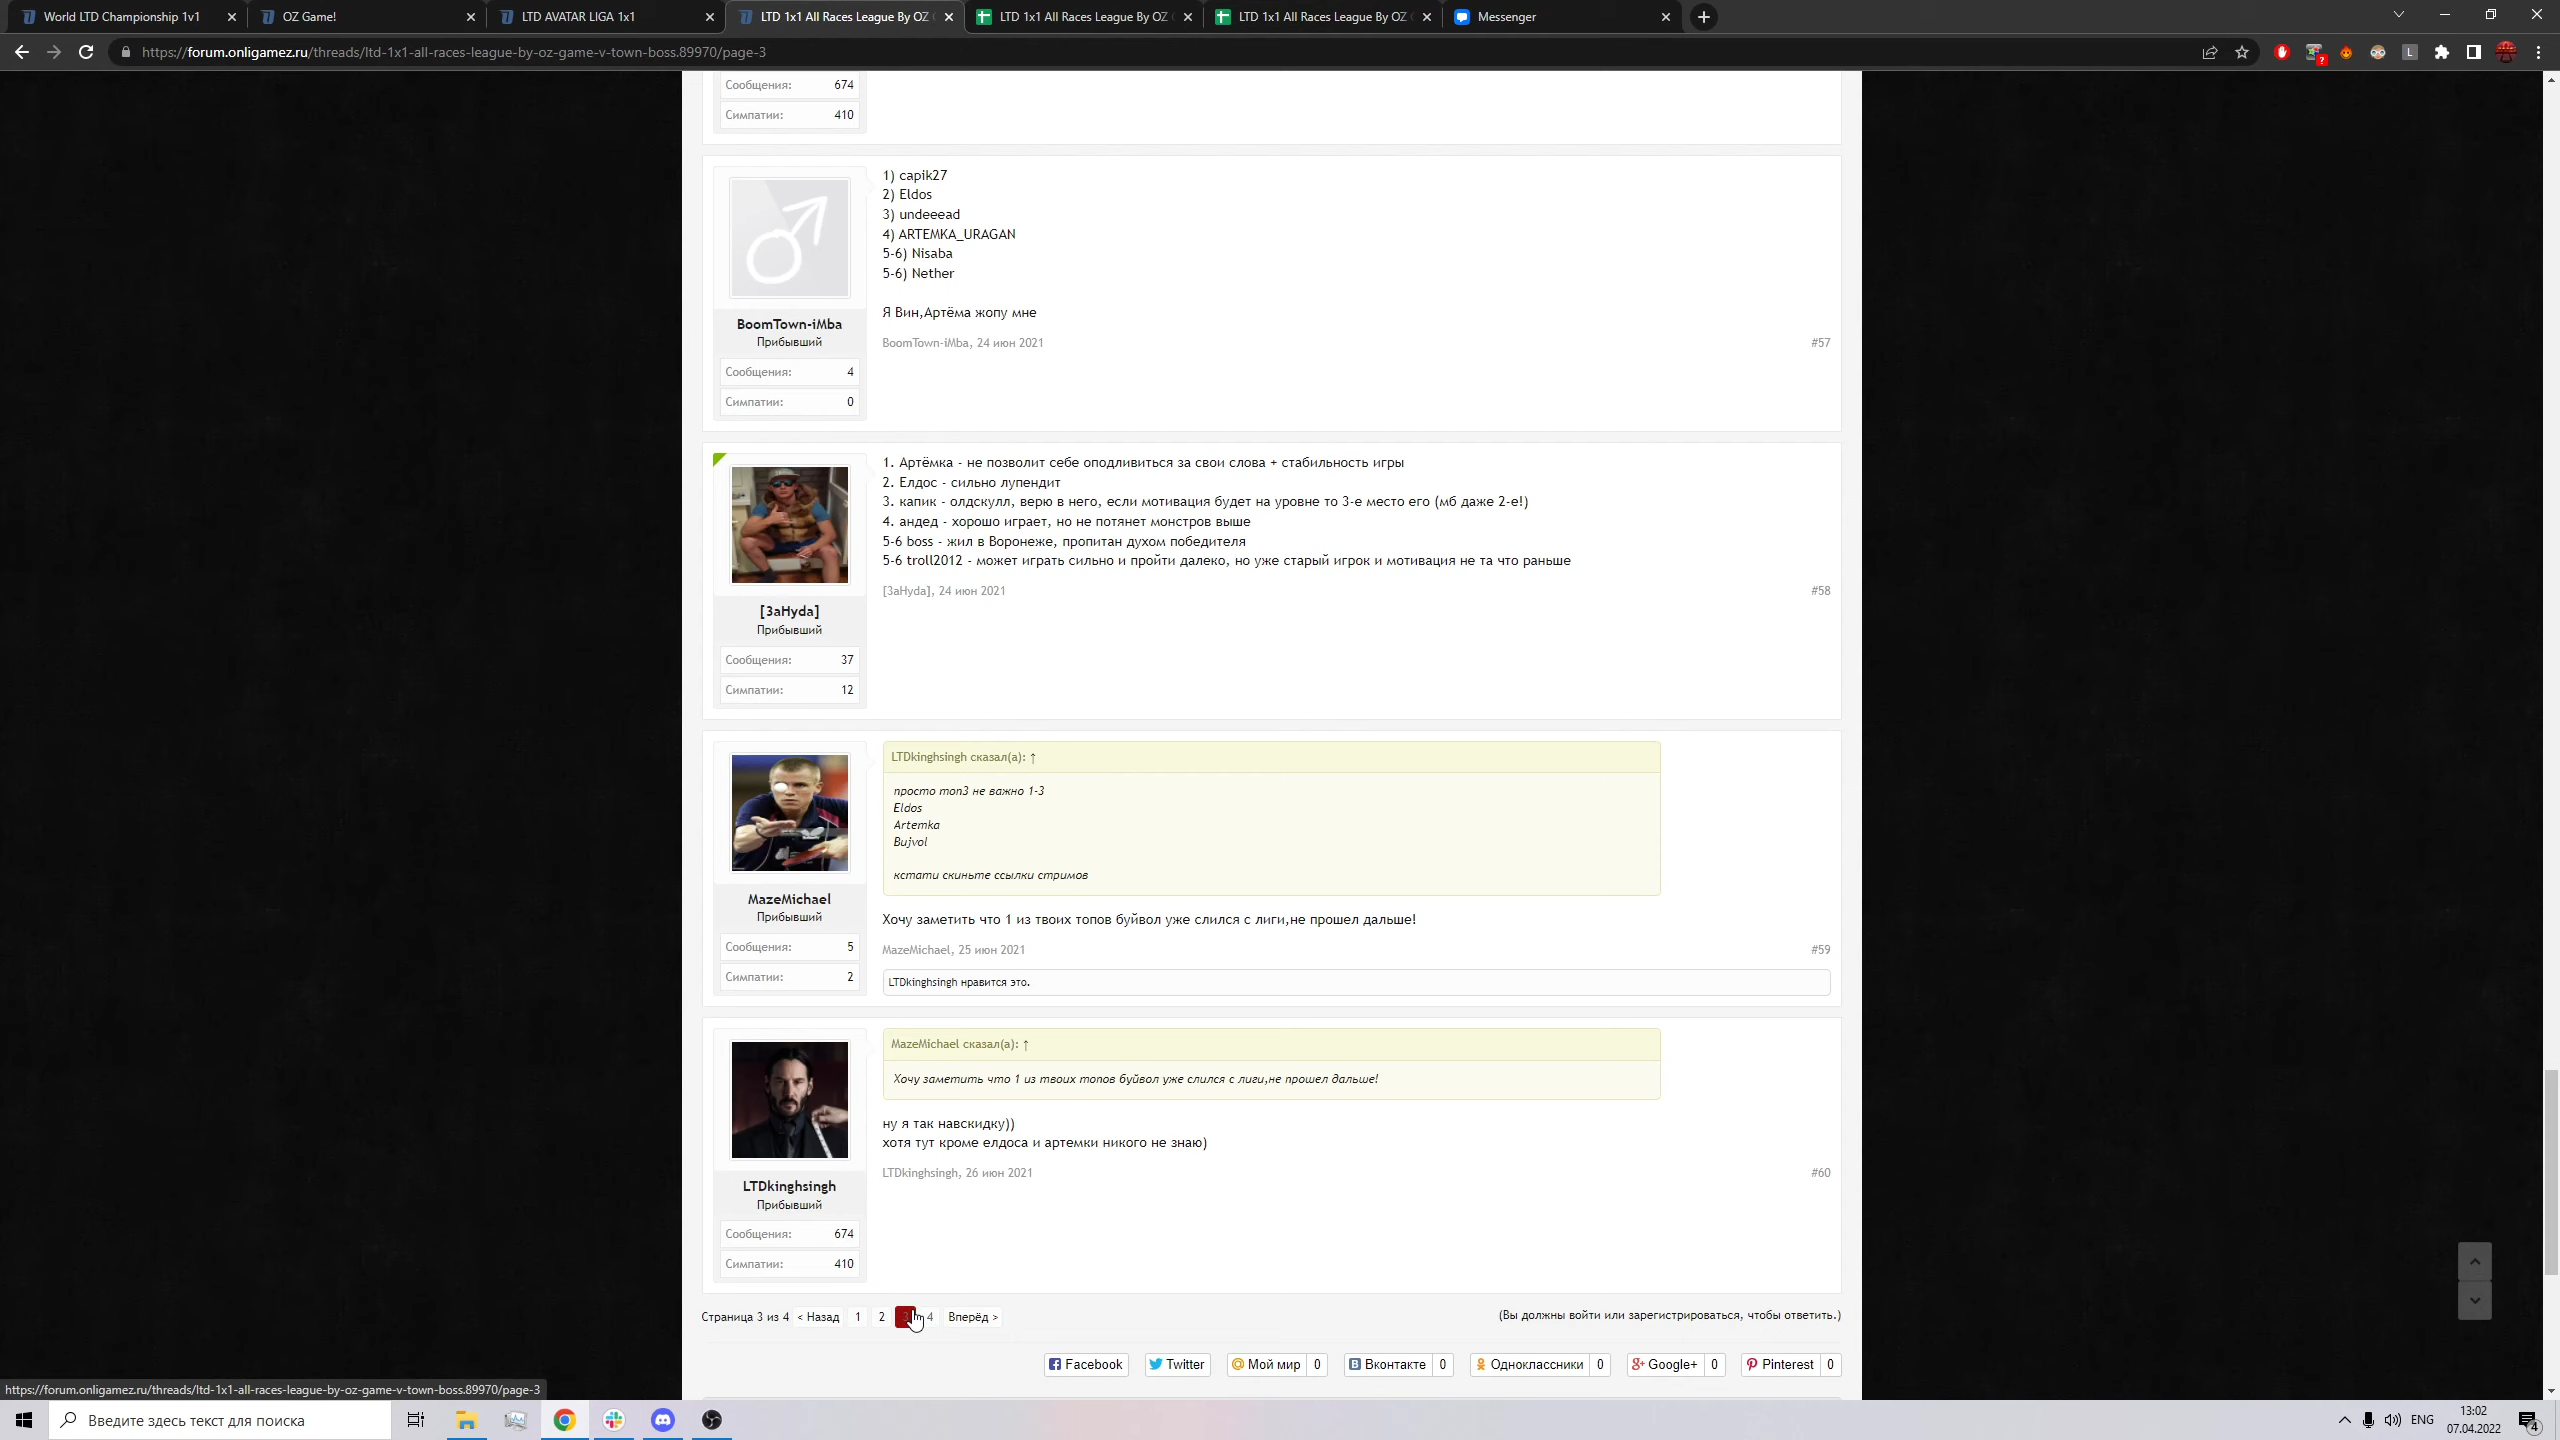 World LTD Championship 1v1
OZ Game!
LTD AVATAR LIGA 1x1
LTD 1x1 All Races League By OZ
LTD 1x1 All Races League By OZ
LTD 1x1 All Races League By OZ
Messenger
https://forum.onligamez.ru/threads/ltd-1x1-all-races-league-by-oz-game-v-town-boss.89970/page-3
Сообщения: 674
Симпатии: 410
1) capik27
2) Eldos
3) undeeead
4) ARTEMKA_URAGAN
5-6) Nisaba
5-6) Nether
Я Вин,Артёма жопу мне
BoomTown-iMba, 24 июн 2021 #57
BoomTown-iMba
Прибывший
Сообщения: 4
Симпатии: 0
1. Артёмка - не позволит себе оподливиться за свои слова + стабильность игры
2. Елдос - сильно лупендит
3. капик - олдскулл, верю в него, если мотивация будет на уровне то 3-е место его (мб даже 2-е!)
4. андед - хорошо играет, но не потянет монстров выше
5-6 boss - жил в Воронеже, пропитан духом победителя
5-6 troll2012 - может играть сильно и пройти далеко, но уже старый игрок и мотивация не та что раньше
[3aHyda], 24 июн 2021 #58
[3aHyda]
Прибывший
Сообщения: 37
Симпатии: 12
LTDkinghsingh сказал(а): ↑
просто топ3 не важно 1-3
Eldos
Artemka
Bujvol
кстати скиньте ссылки стримов
Хочу заметить что 1 из твоих топов буйвол уже слился с лиги,не прошел дальше!
MazeMichael, 25 июн 2021 #59
LTDkinghsingh нравится это.
MazeMichael
Прибывший
Сообщения: 5
Симпатии: 2
MazeMichael сказал(а): ↑
Хочу заметить что 1 из твоих топов буйвол уже слился с лиги,не прошел дальше!
ну я так навскидку))
хотя тут кроме елдоса и артемки никого не знаю)
LTDkinghsingh, 26 июн 2021 #60
LTDkinghsingh
Прибывший
Сообщения: 674
Симпатии: 410
Страница 3 из 4 < Назад 1 2 3 4 Вперёд > (Вы должны войти или зарегистрироваться, чтобы ответить.)
Facebook Twitter Мой мир 0 Вконтакте 0 Одноклассники 0 Google+ 0 Pinterest 0
https://forum.onligamez.ru/threads/ltd-1x1-all-races-league-by-oz-game-v-town-boss.89970/page-3
Введите здесь текст для поиска
ENG
13:02
07.04.2022
4